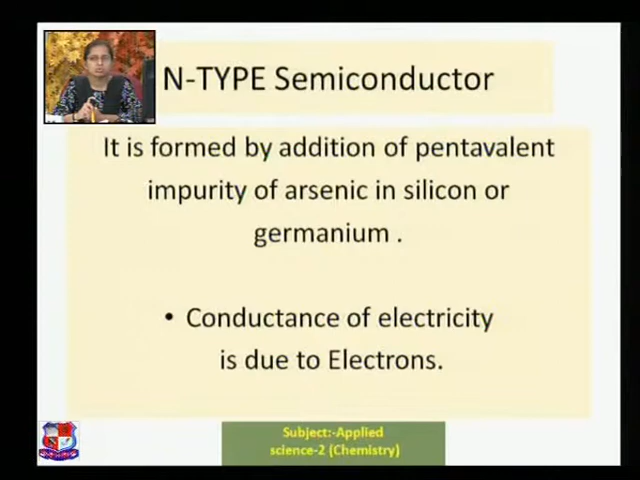 N-TYPE Semiconductor
It is formed by addition of pentavalent
impurity of arsenic in silicon or
germanium .
• Conductance of electricity
is due to Electrons.
Subject:-Applied
science-2 (Chemistry)